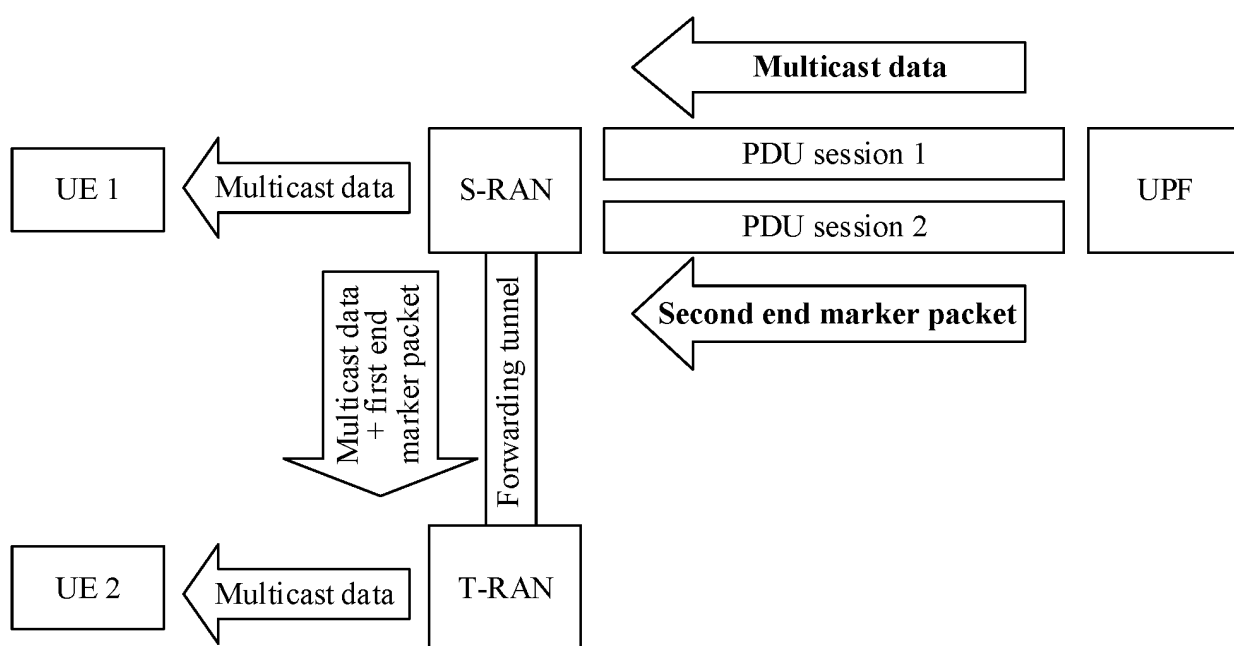 Multicast data
UE 1
Multicast data
S-RAN
PDU session 1
PDU session 2
UPF
Second end marker packet
Multicast data
+ first end
marker packet
Forwarding tunnel
UE 2
Multicast data
T-RAN